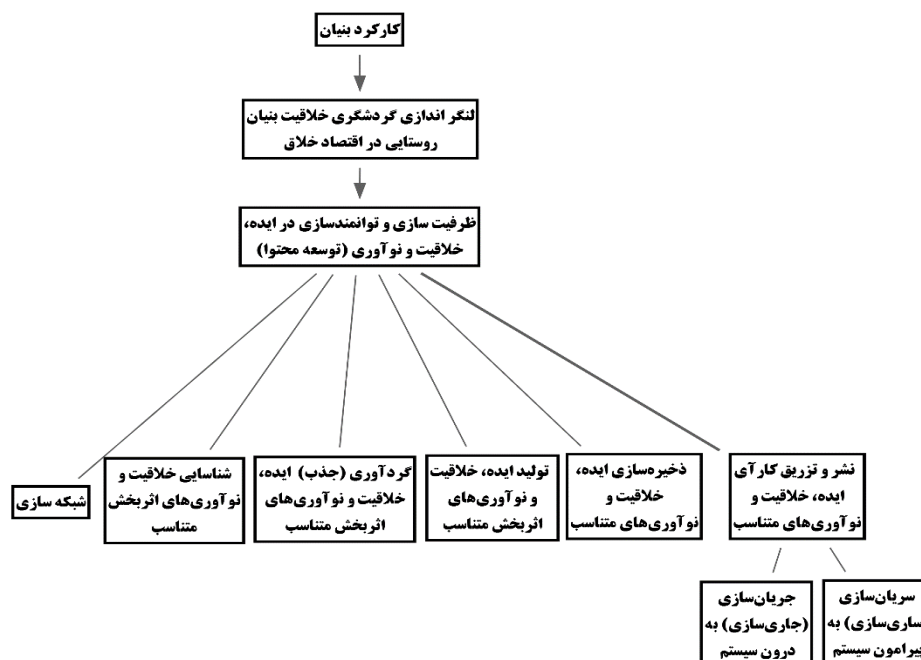 کارکرد بنیان
لنگر اندازی گردشگری خلاقیت بنیان
روستایی در اقتصاد خلاق
ظرفیت سازی و توانمندسازی در ایده،
خلاقیت و نوآوری (توسعه محتوا)
نشر و تزریق کارآی
ایده، خلاقیت و
نوآوری‌های متناسب
ذخیره‌سازی ایده،
خلاقیت و
نوآوری‌های متناسب
تولید ایده، خلاقیت
و نوآوری‌های
اثربخش متناسب
گردآوری (جذب) ایده،
خلاقیت و نوآوری‌های
اثربخش متناسب
شناسایی خلاقیت و
نوآوری‌های اثربخش
متناسب
شبکه سازی
سریان‌سازی
(ساری‌سازی) به
پیرامون سیستم
جریان‌سازی
(جاری‌سازی) به
درون سیستم